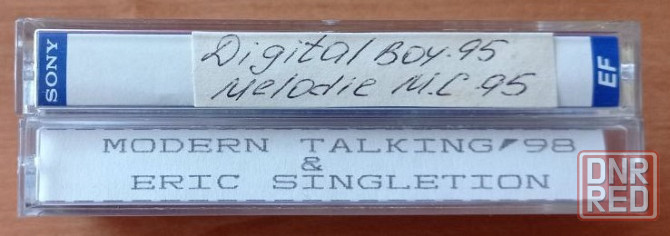 SONY
Digital Boy.95
Melodie M.C.95
EF
MODERN TALKING'98
&
ERIC SINGLETION
DNR
RED